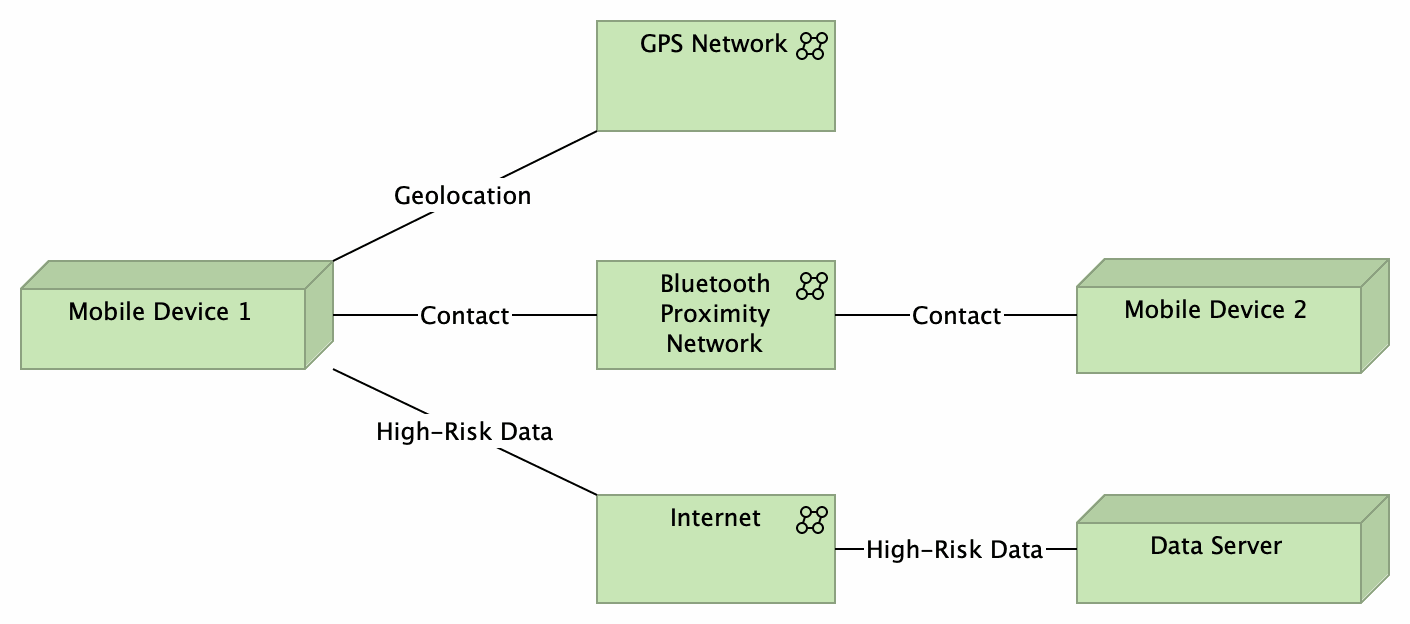 GPS Network
Geolocation
Mobile Device 1
Contact
Bluetooth
Proximity
Network
Contact
Mobile Device 2
High-Risk Data
Internet
High-Risk Data
Data Server